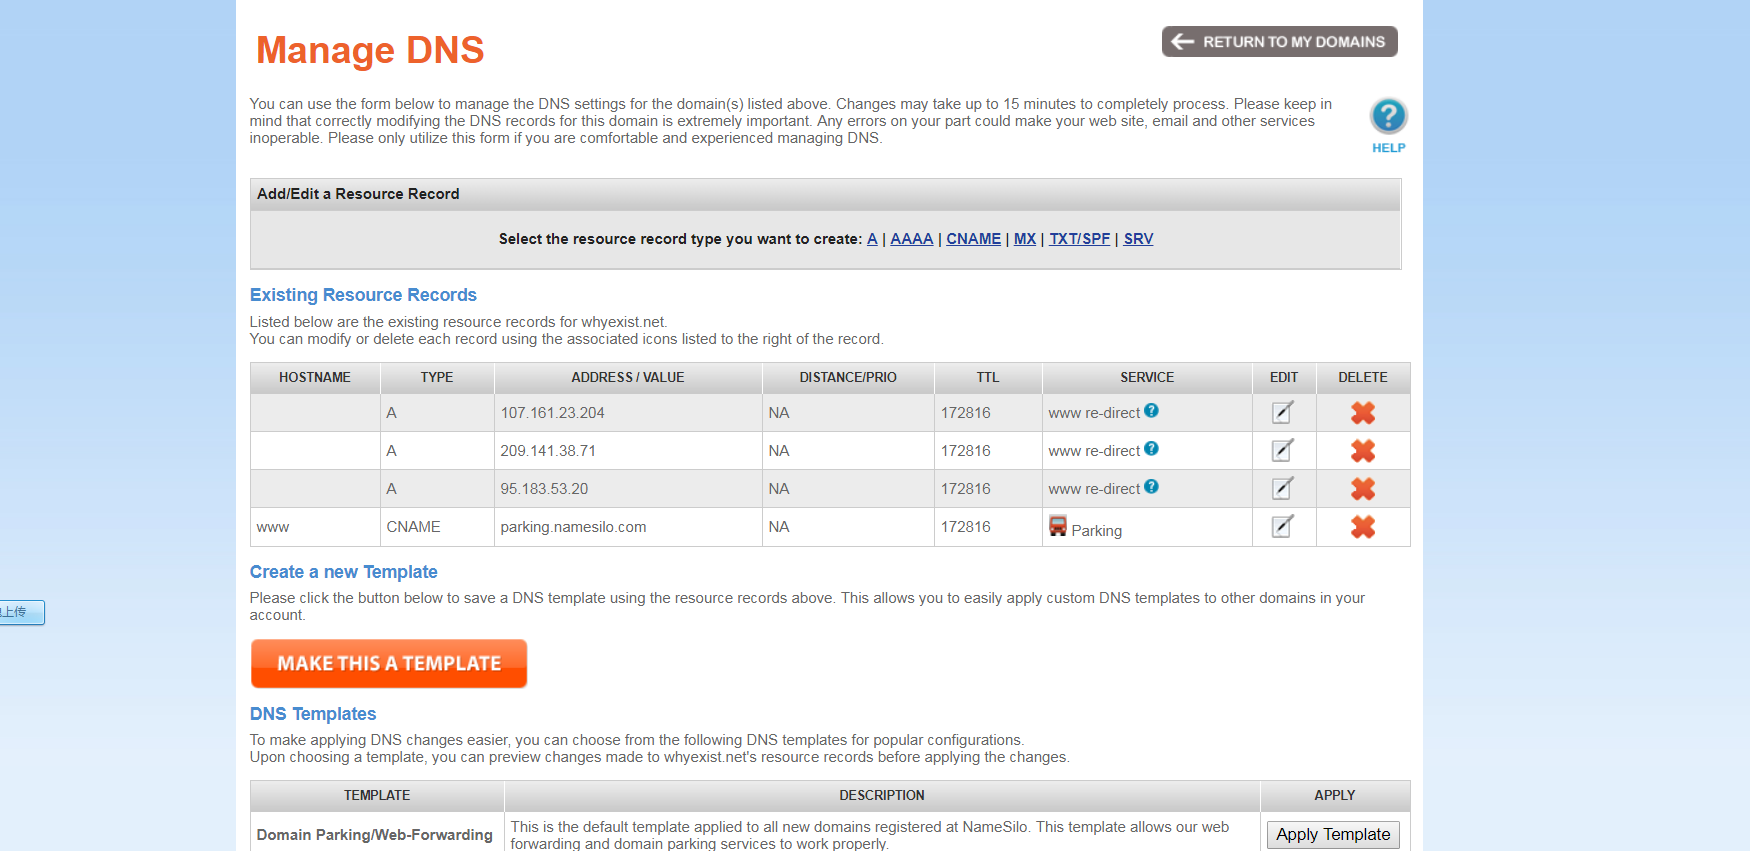 Manage DNS
RETURN TO MY DOMAINS
You can use the form below to manage the DNS settings for the domain(s) listed above. Changes may take up to 15 minutes to completely process. Please keep in
mind that correctly modifying the DNS records for this domain is extremely important. Any errors on your part could make your web site, email and other services
inoperable. Please only utilize this form if you are comfortable and experienced managing DNS.
?
HELP
Add/Edit a Resource Record
Select the resource record type you want to create: A | AAAA | CNAME | MX | TXT/SPF | SRV
Existing Resource Records
Listed below are the existing resource records for whyexist.net.
You can modify or delete each record using the associated icons listed to the right of the record.
HOSTNAME TYPE ADDRESS / VALUE DISTANCE/PRIO TTL SERVICE EDIT DELETE
A 107.161.23.204 NA 172816 www re-direct ?
A 209.141.38.71 NA 172816 www re-direct ?
A 95.183.53.20 NA 172816 www re-direct ?
www CNAME parking.namesilo.com NA 172816 Parking
Create a new Template
Please click the button below to save a DNS template using the resource records above. This allows you to easily apply custom DNS templates to other domains in your
account.
上传
MAKE THIS A TEMPLATE
DNS Templates
To make applying DNS changes easier, you can choose from the following DNS templates for popular configurations.
Upon choosing a template, you can preview changes made to whyexist.net's resource records before applying the changes.
TEMPLATE DESCRIPTION APPLY
Domain Parking/Web-Forwarding
This is the default template applied to all new domains registered at NameSilo. This template allows our web
forwarding and domain parking services to work properly.
Apply Template